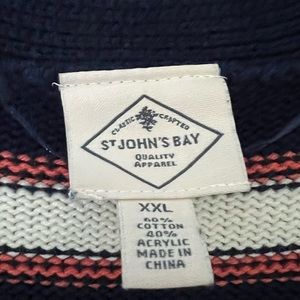 CLASSIC CRAFTED
ST JOHN'S BAY
QUALITY
APPAREL
XXL
60%
COTTON
40%
ACRYLIC
MADE IN
CHINA